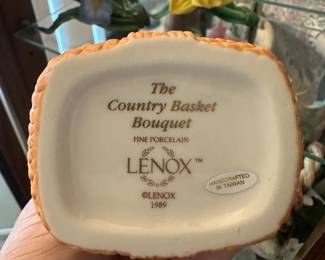 The
Country Basket
Bouquet
FINE PORCELAIN
LENOX™
©LENOX
1989
HANDCRAFTED
IN TAIWAN